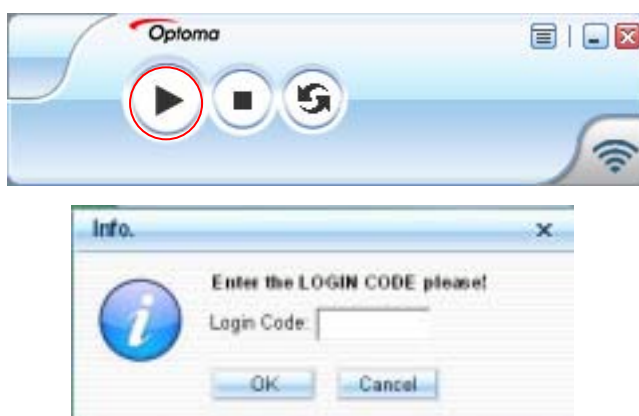 Optoma
Info.
Enter the LOGIN CODE please!
Login Code:
OK Cancel